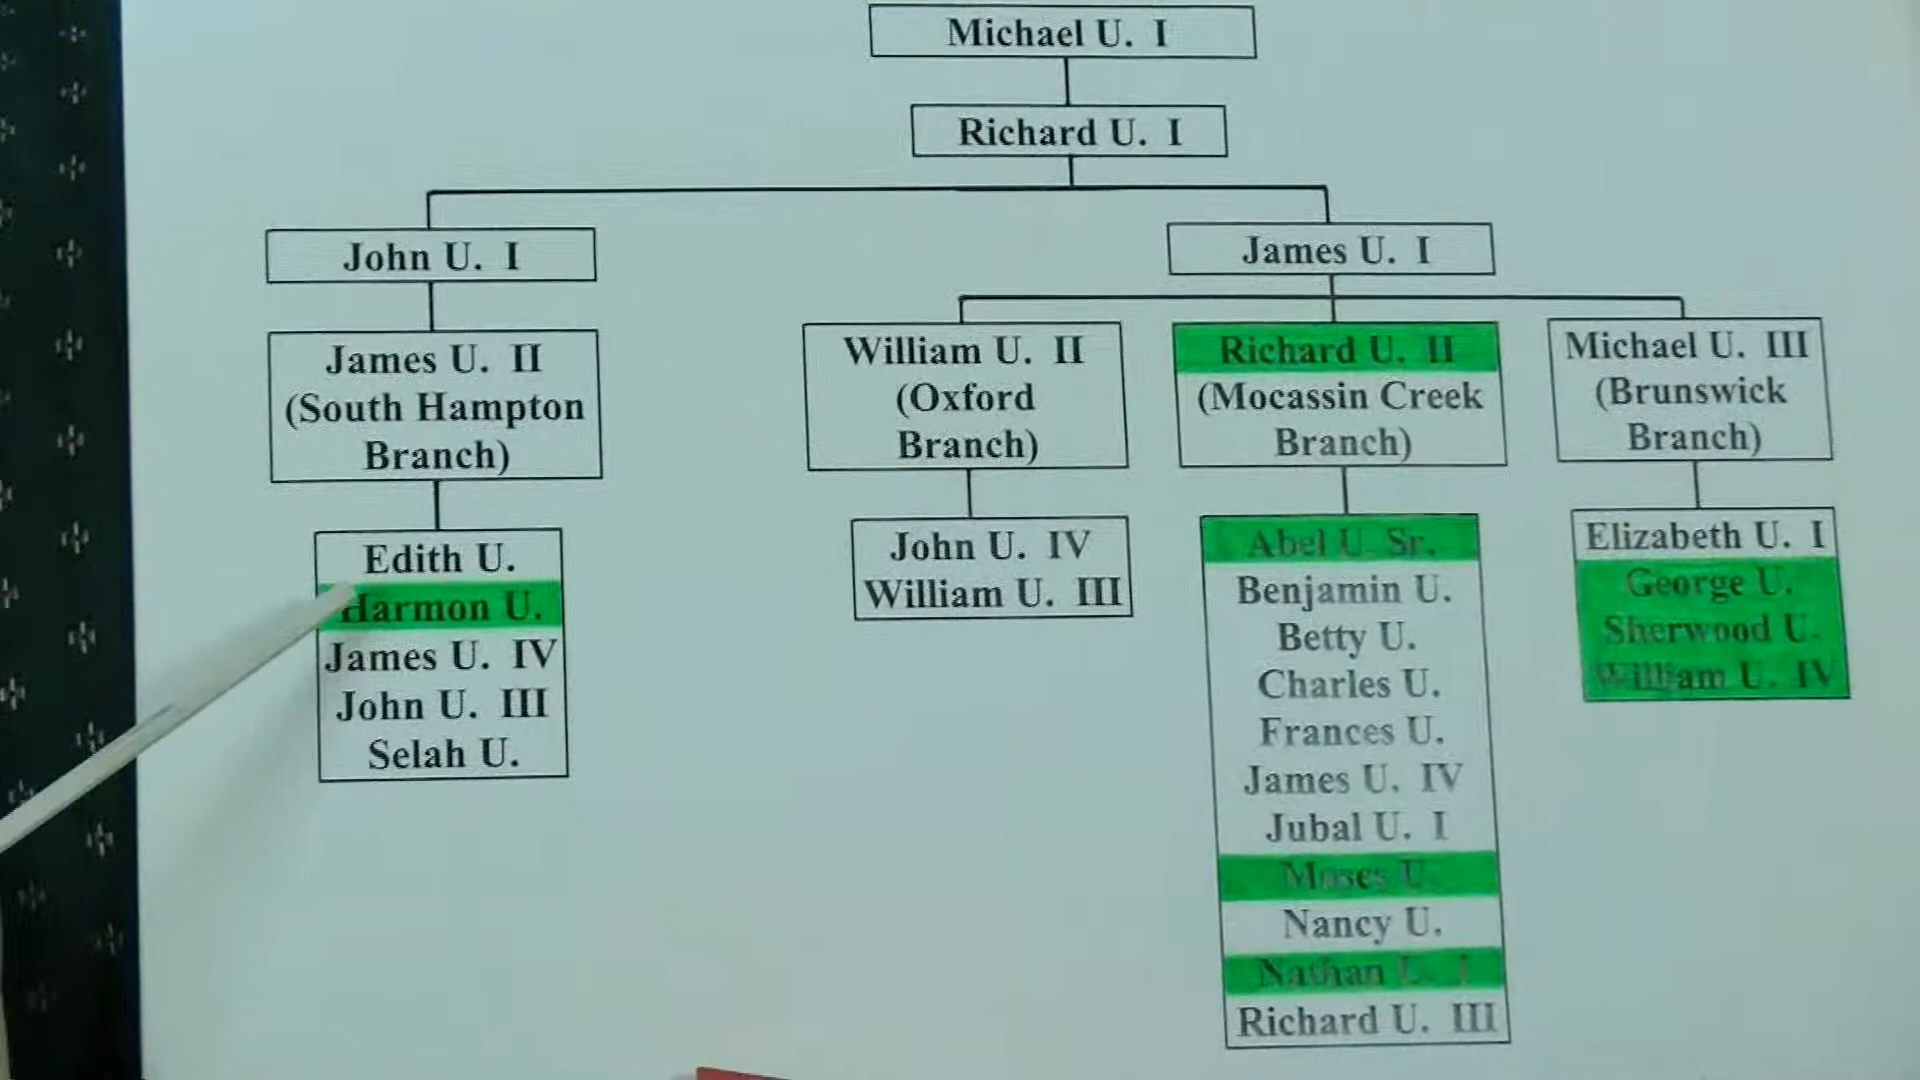 Michael U. I
Richard U. I
John U. I
James U. I
James U. II
(South Hampton
Branch)
William U. II
(Oxford
Branch)
Richard U. II
(Mocassin Creek
Branch)
Michael U. III
(Brunswick
Branch)
Edith U.
Harmon U.
James U. IV
John U. III
Selah U.
John U. IV
William U. III
Abel U. Sr.
Benjamin U.
Betty U.
Charles U.
Frances U.
James U. IV
Jubal U. I
Moses U.
Nancy U.
Nathan U. I
Richard U. III
Elizabeth U. I
George U.
Sherwood U.
William U. IV